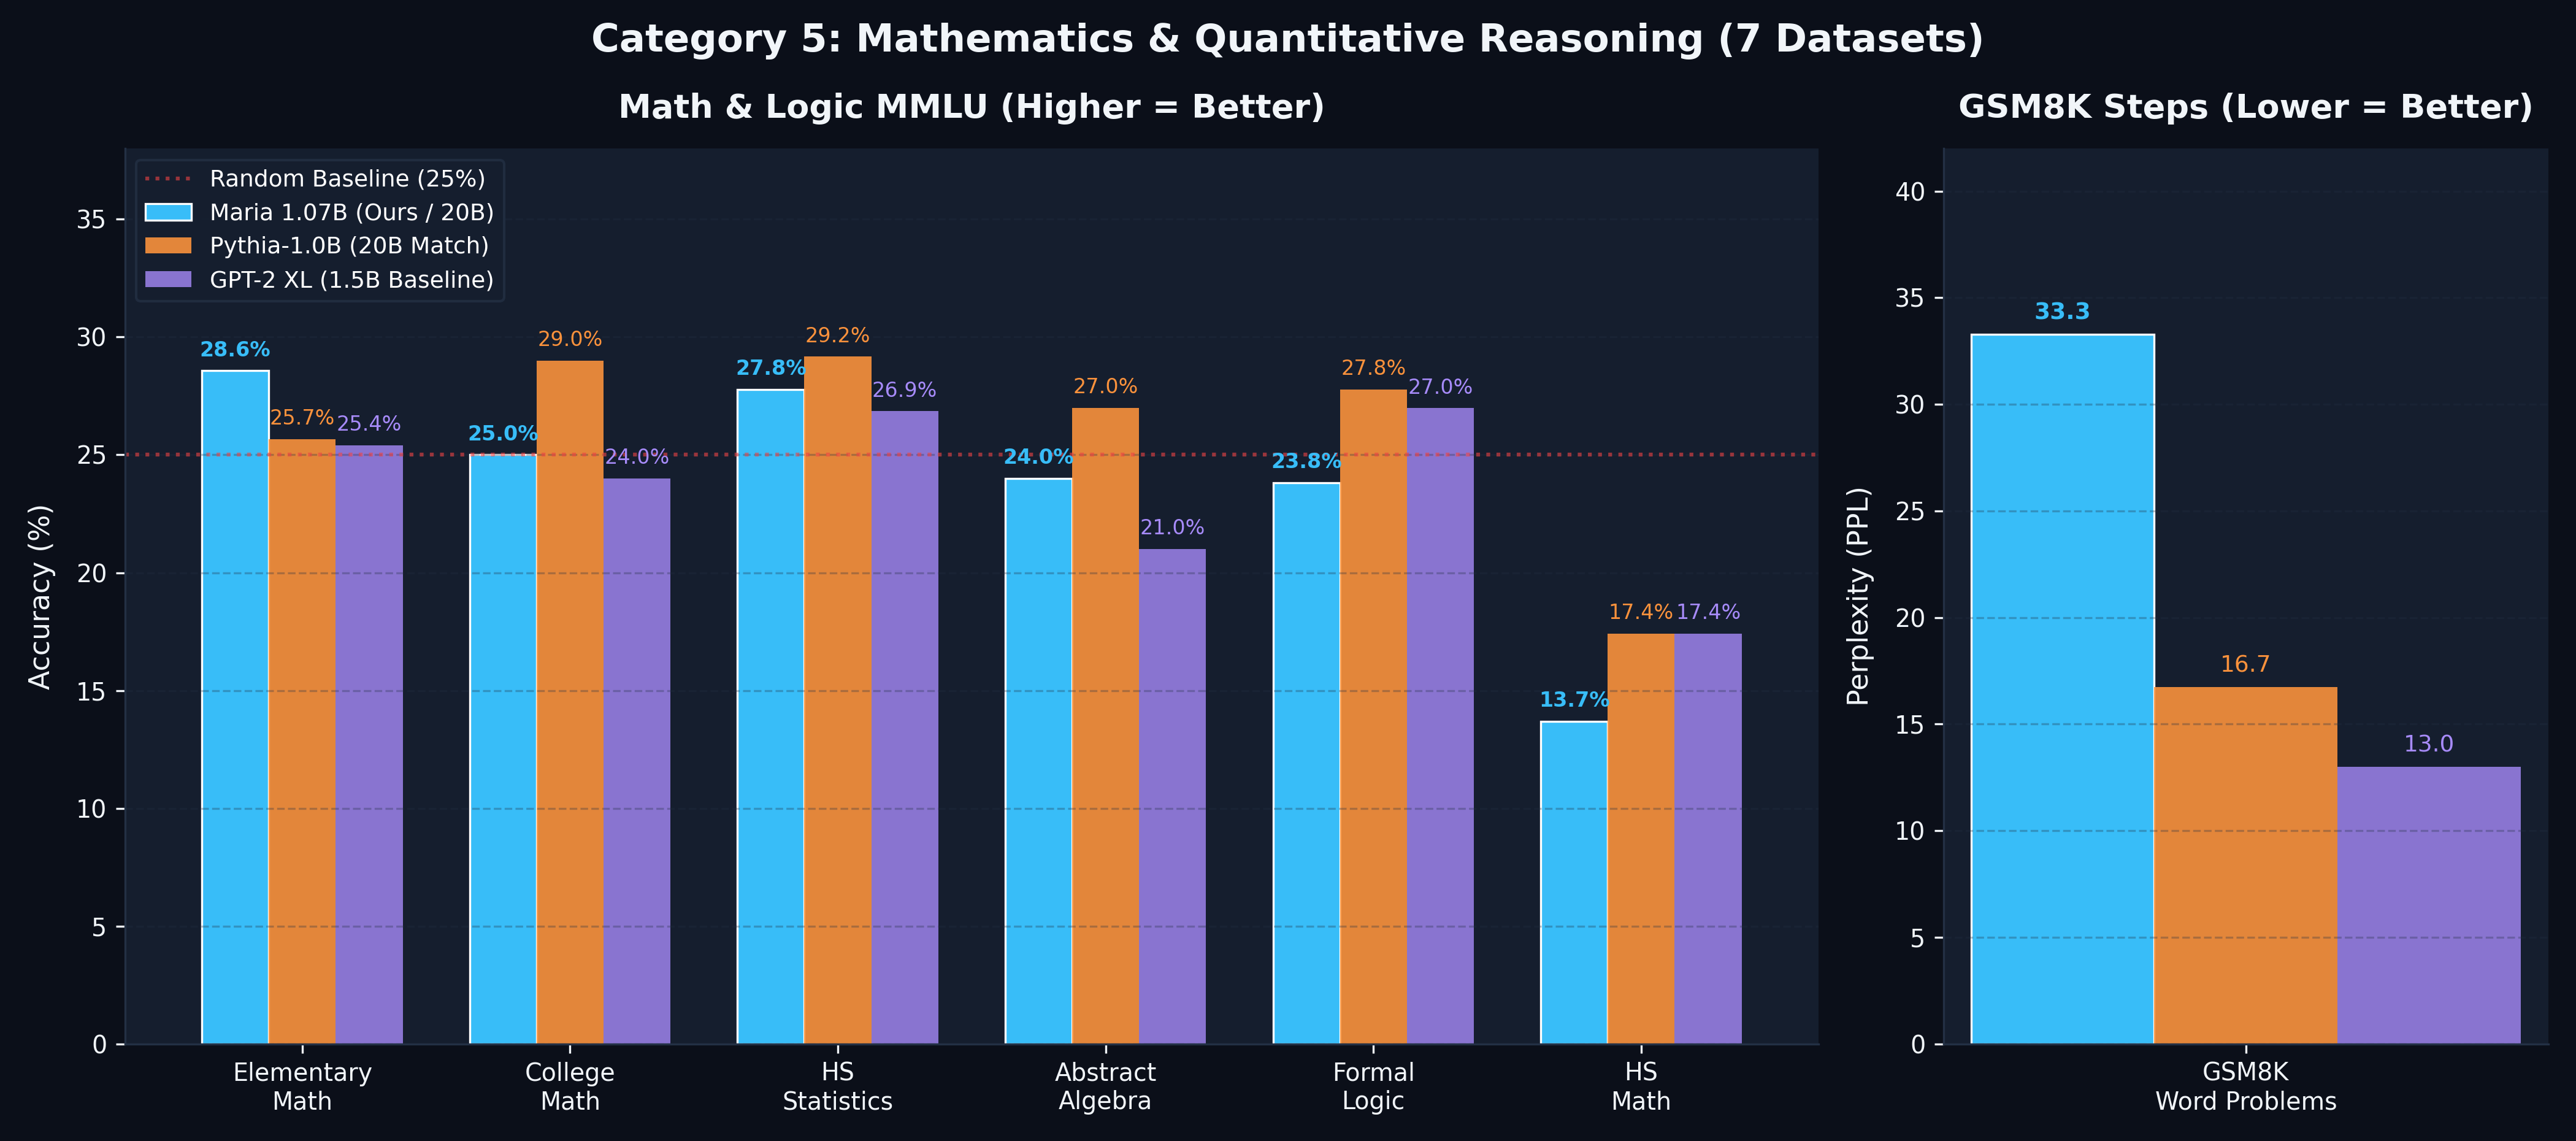 Category 5: Mathematics & Quantitative Reasoning (7 Datasets)
Math & Logic MMLU (Higher = Better)
Random Baseline (25%)
Maria 1.07B (Ours / 20B)
Pythia-1.0B (20B Match)
GPT-2 XL (1.5B Baseline)
Accuracy (%)
35
30
25
20
15
10
5
0
28.6%
25.7%
25.4%
25.0%
29.0%
24.0%
27.8%
29.2%
26.9%
24.0%
27.0%
21.0%
23.8%
27.8%
27.0%
13.7%
17.4%
17.4%
Elementary
Math
College
Math
HS
Statistics
Abstract
Algebra
Formal
Logic
HS
Math
GSM8K Steps (Lower = Better)
Perplexity (PPL)
40
35
30
25
20
15
10
5
0
33.3
16.7
13.0
GSM8K
Word Problems